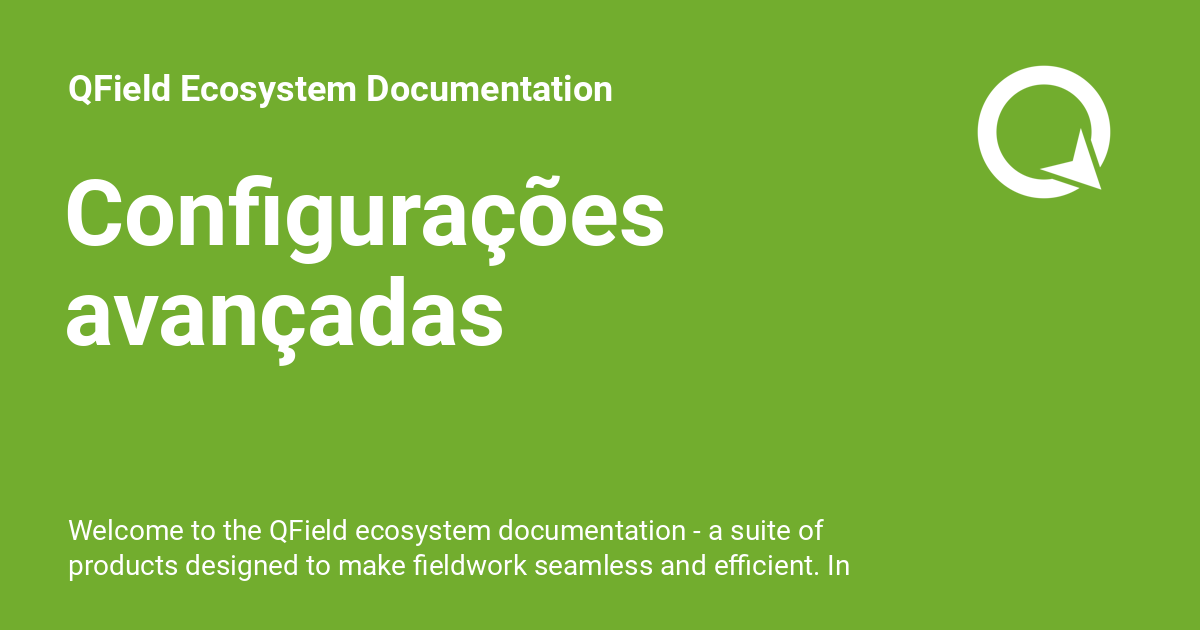 QField Ecosystem Documentation
Configurações
avançadas
Welcome to the QField ecosystem documentation - a suite of
products designed to make fieldwork seamless and efficient. In